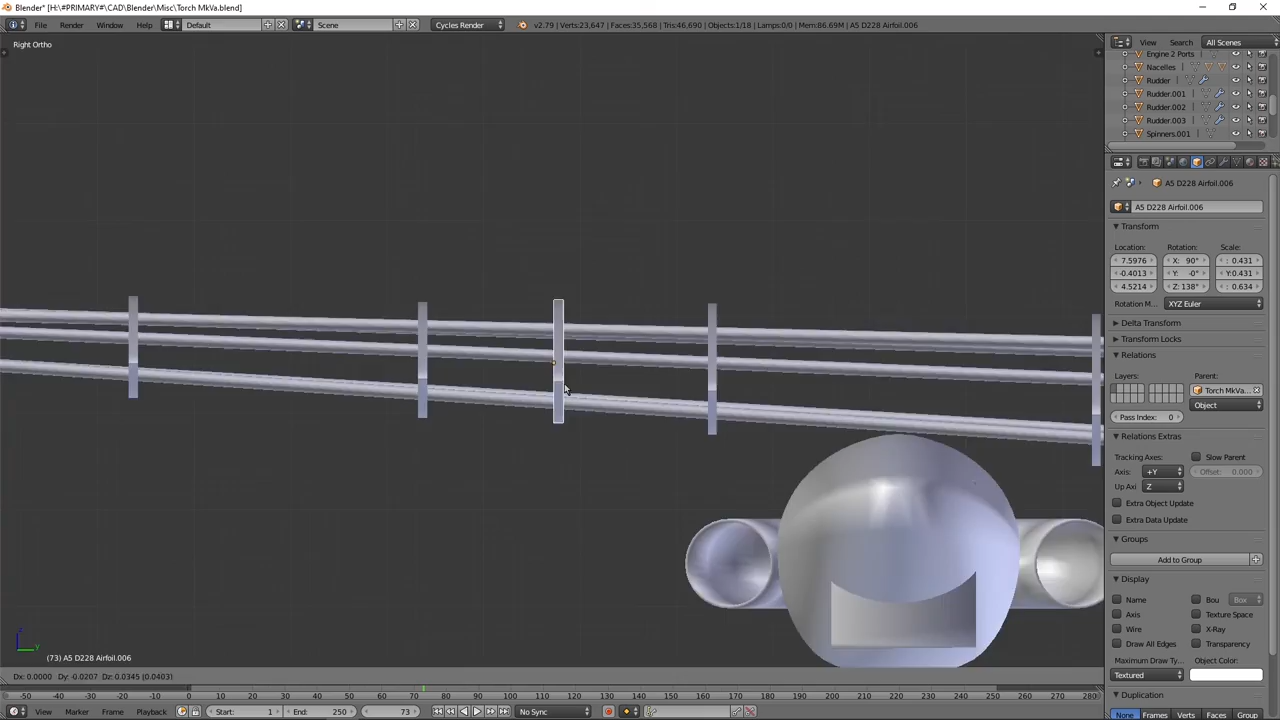 Blender* [H:\#PRIMARY#\CAD\Blender\Misc\Torch MkVa.blend]
File Render Window Help Default Scene Cycles Render v2.79 | Verts:23,647 | Faces:35,568 | Tris:46,690 | Objects:1/18 | Lamps:0/0 | Mem:86.69M | A5 D228 Airfoil.006
Right Ortho
View Search All Scenes
Engine 2 Ports
Nacelles
Rudder
Rudder.001
Rudder.002
Rudder.003
Spinners.001
A5 D228 Airfoil.006
A5 D228 Airfoil.006
Transform
Location: Rotation: Scale:
7.5976 X: 90° : 0.431
-0.4013 Y: -0° Y:0.431
4.5214 Z: 138° : 0.634
Rotation M... XYZ Euler
Delta Transform
Transform Locks
Relations
Layers: Parent:
Torch MkVa...
Object
Pass Index: 0
Relations Extras
Tracking Axes: Slow Parent
Axis: +Y Offset: 0.000
Up Axi Z
Extra Object Update
Extra Data Update
Groups
Add to Group
Display
Name Bou Box
Axis Texture Space
Wire X-Ray
Draw All Edges Transparency
Maximum Draw Ty... Object Color:
Textured
Duplication
None Frames Verts Faces Group
z
y
(73) A5 D228 Airfoil.006
Dx: 0.0000 Dy: -0.0207 Dz: 0.0345 (0.0403)
-50 -40 -30 -20 -10 0 10 20 30 40 50 60 70 80 90 100 110 120 130 140 150 160 170 180 190 200 210 220 230 240 250 260 270 280
View Marker Frame Playback Start: 1 End: 250 73 No Sync